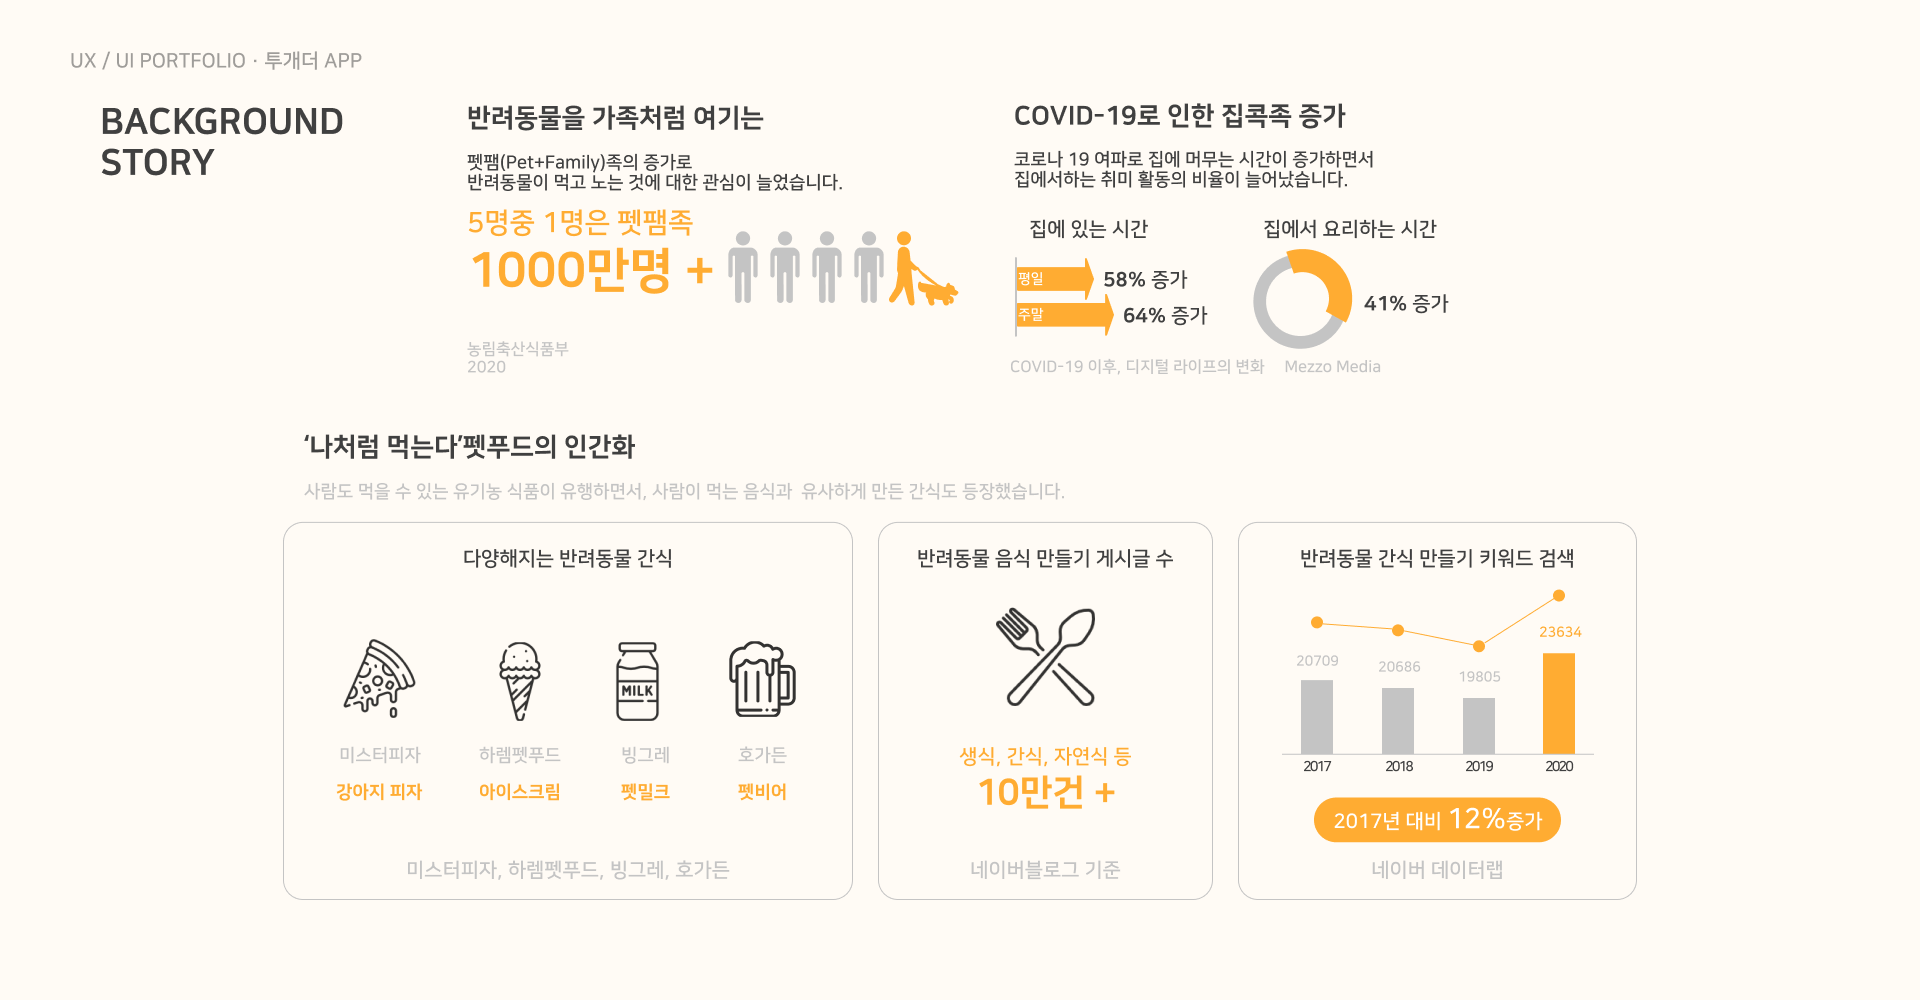 UX / UI PORTFOLIO · 투개더 APP
BACKGROUND
STORY
반려동물을 가족처럼 여기는
펫팸(Pet+Family)족의 증가로
반려동물이 먹고 노는 것에 대한 관심이 늘었습니다.
5명중 1명은 펫팸족
1000만명 +
농림축산식품부
2020
COVID-19로 인한 집콕족 증가
코로나 19 여파로 집에 머무는 시간이 증가하면서
집에서하는 취미 활동의 비율이 늘어났습니다.
집에 있는 시간
평일
58% 증가
주말
64% 증가
집에서 요리하는 시간
41% 증가
COVID-19 이후, 디지털 라이프의 변화 Mezzo Media
‘나처럼 먹는다’펫푸드의 인간화
사람도 먹을 수 있는 유기농 식품이 유행하면서, 사람이 먹는 음식과 유사하게 만든 간식도 등장했습니다.
다양해지는 반려동물 간식
MILK
미스터피자
하렘펫푸드
빙그레
호가든
강아지 피자
아이스크림
펫밀크
펫비어
미스터피자, 하렘펫푸드, 빙그레, 호가든
반려동물 음식 만들기 게시글 수
생식, 간식, 자연식 등
10만건 +
네이버블로그 기준
반려동물 간식 만들기 키워드 검색
20709
20686
19805
23634
2017
2018
2019
2020
2017년 대비 12%증가
네이버 데이터랩